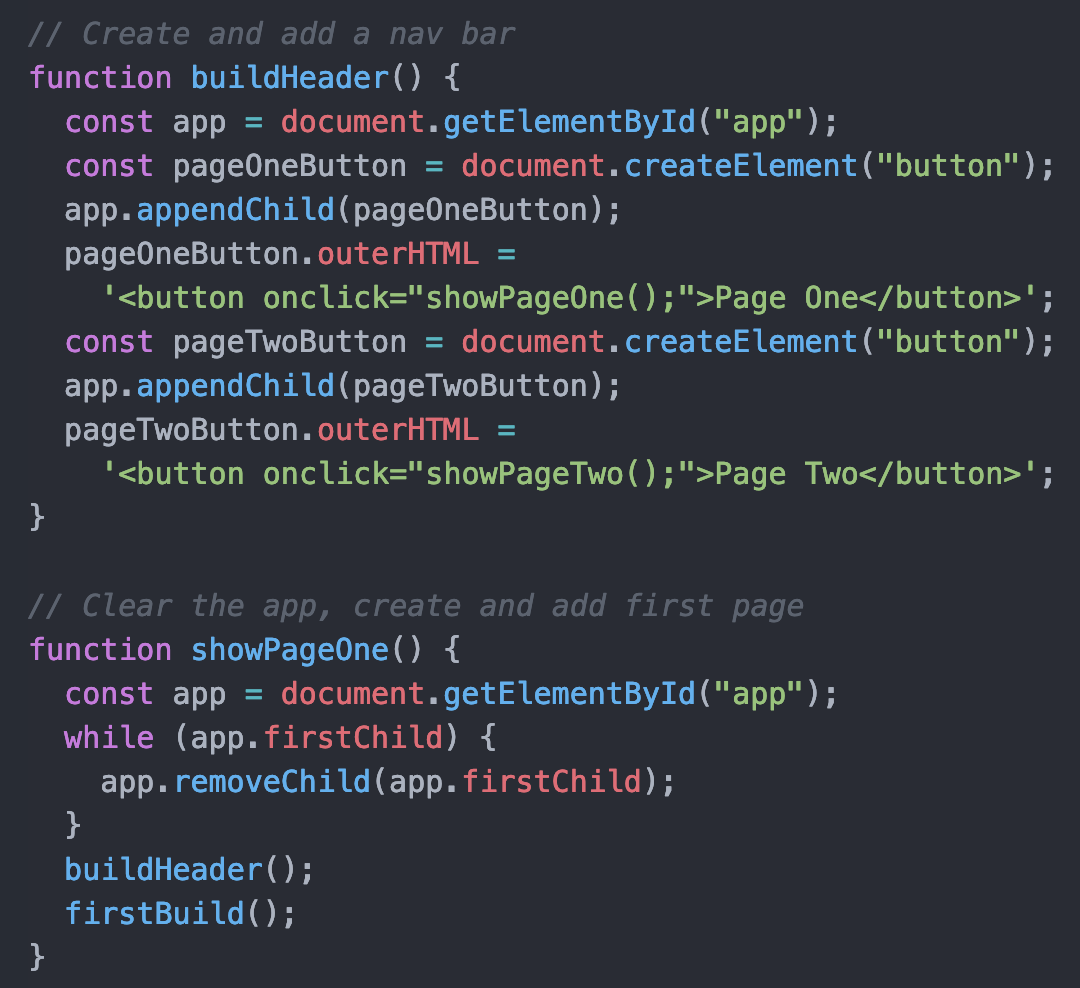 // Create and add a nav bar
function buildHeader() {
  const app = document.getElementById("app");
  const pageOneButton = document.createElement("button");
  app.appendChild(pageOneButton);
  pageOneButton.outerHTML =
    '<button onclick="showPageOne();">Page One</button>';
  const pageTwoButton = document.createElement("button");
  app.appendChild(pageTwoButton);
  pageTwoButton.outerHTML =
    '<button onclick="showPageTwo();">Page Two</button>';
}

// Clear the app, create and add first page
function showPageOne() {
  const app = document.getElementById("app");
  while (app.firstChild) {
    app.removeChild(app.firstChild);
  }
  buildHeader();
  firstBuild();
}